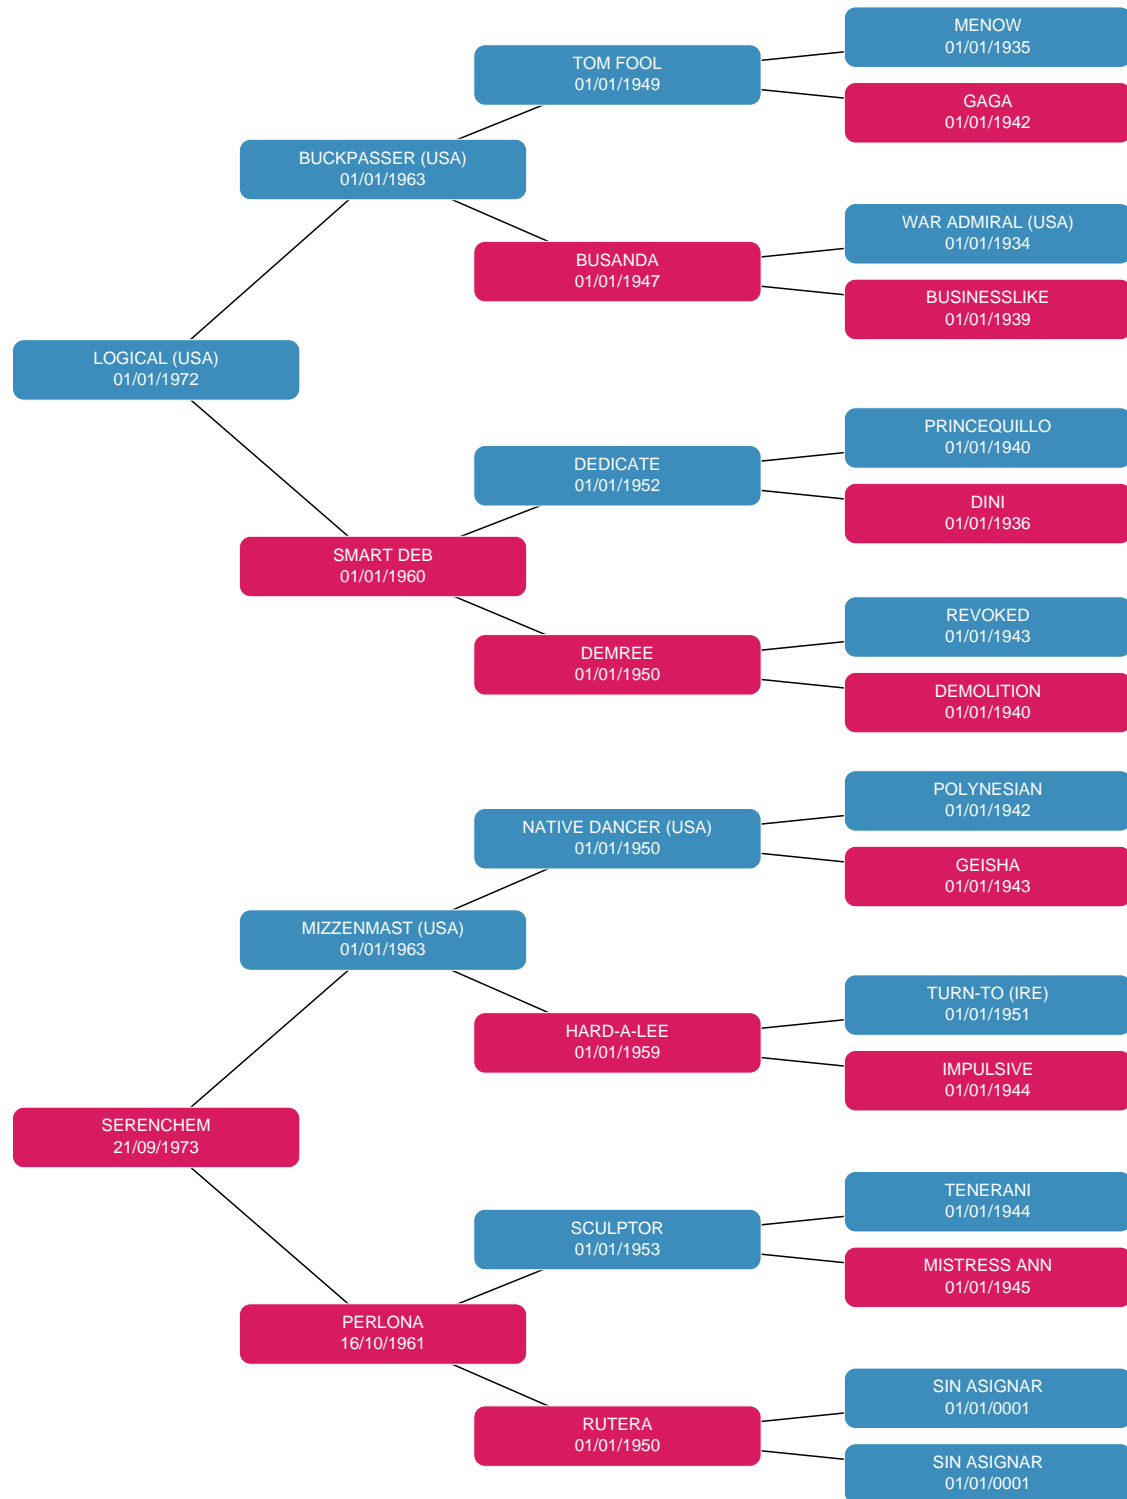 MENOW
01/01/1935
TOM FOOL
01/01/1949
GAGA
01/01/1942
BUCKPASSER (USA)
01/01/1963
WAR ADMIRAL (USA)
01/01/1934
BUSANDA
01/01/1947
BUSINESSLIKE
01/01/1939
LOGICAL (USA)
01/01/1972
PRINCEQUILLO
01/01/1940
DEDICATE
01/01/1952
DINI
01/01/1936
SMART DEB
01/01/1960
REVOKED
01/01/1943
DEMREE
01/01/1950
DEMOLITION
01/01/1940
POLYNESIAN
01/01/1942
NATIVE DANCER (USA)
01/01/1950
GEISHA
01/01/1943
MIZZENMAST (USA)
01/01/1963
TURN-TO (IRE)
01/01/1951
HARD-A-LEE
01/01/1959
IMPULSIVE
01/01/1944
SERENCHEM
21/09/1973
TENERANI
01/01/1944
SCULPTOR
01/01/1953
MISTRESS ANN
01/01/1945
PERLONA
16/10/1961
SIN ASIGNAR
01/01/0001
RUTERA
01/01/1950
SIN ASIGNAR
01/01/0001